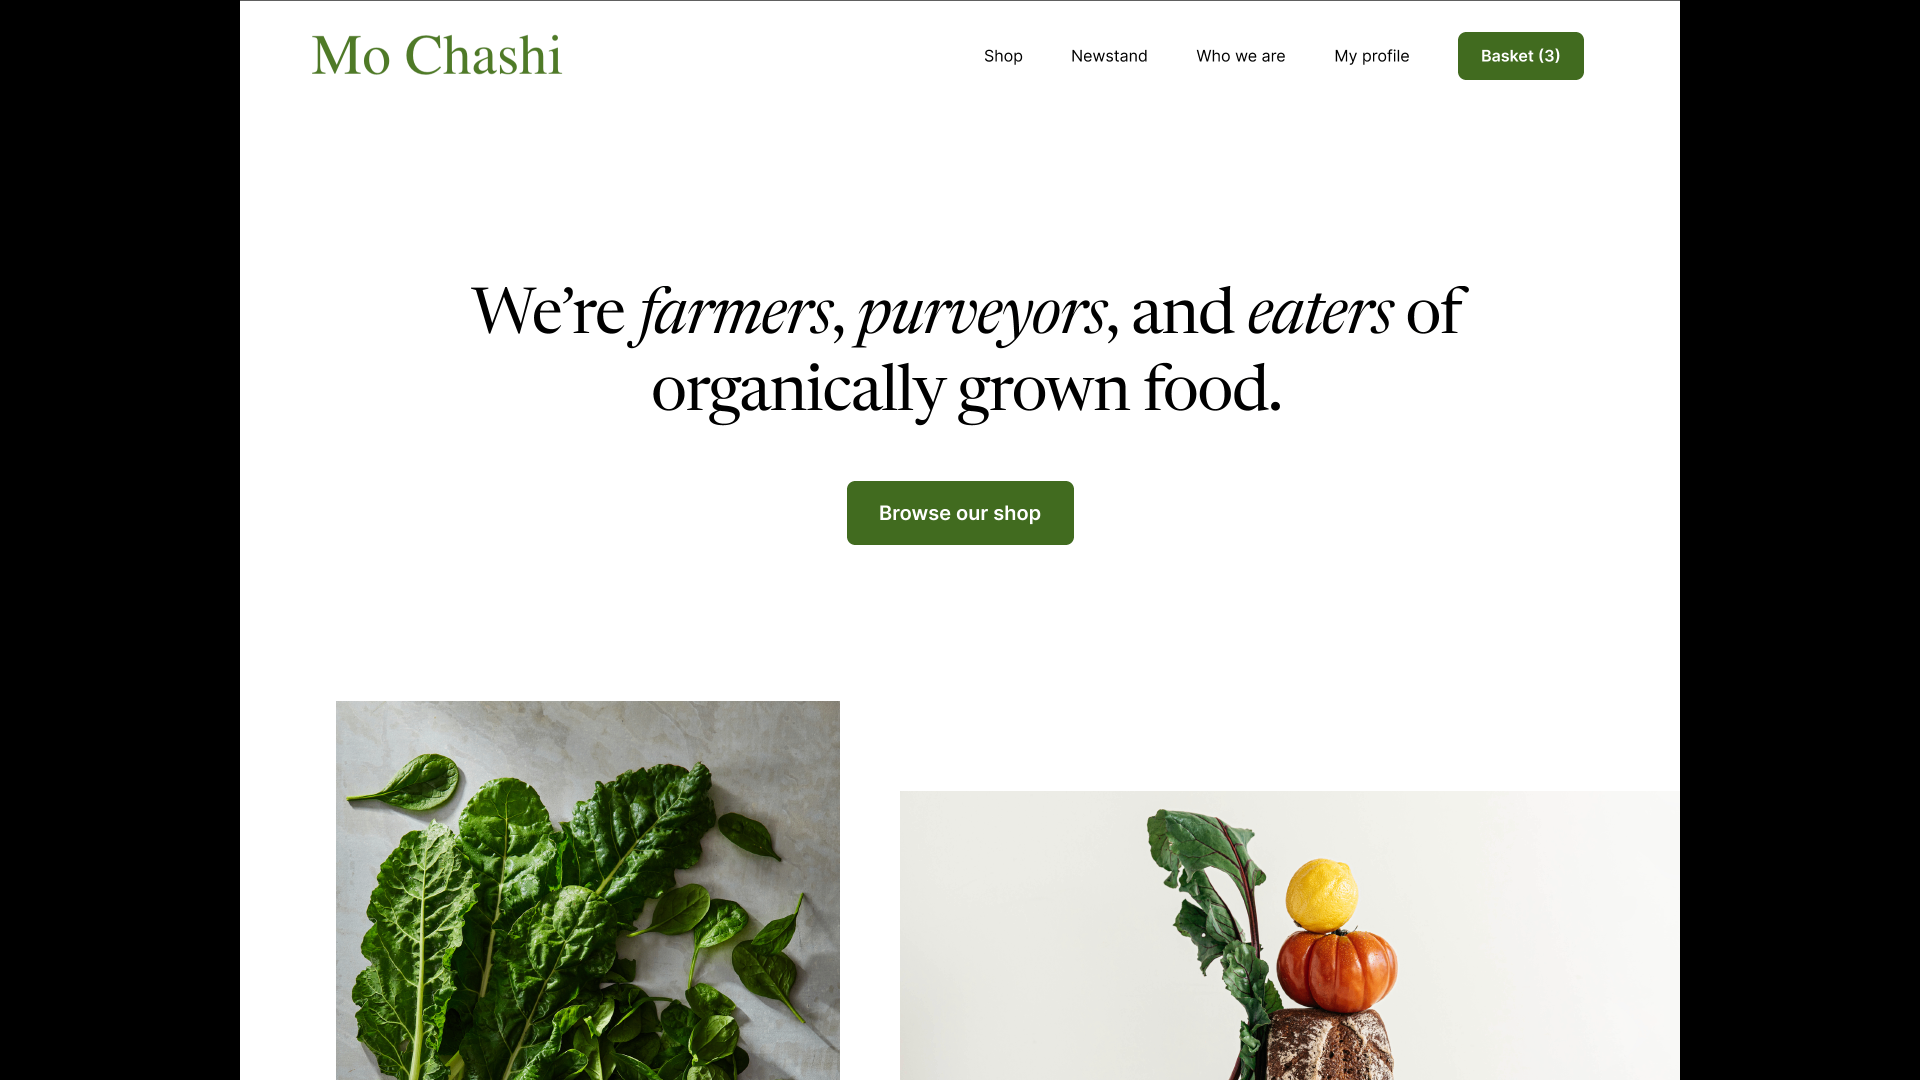 Mo Chashi
Shop
Newstand
Who we are
My profile
Basket (3)
We’re farmers, purveyors, and eaters of
organically grown food.
Browse our shop